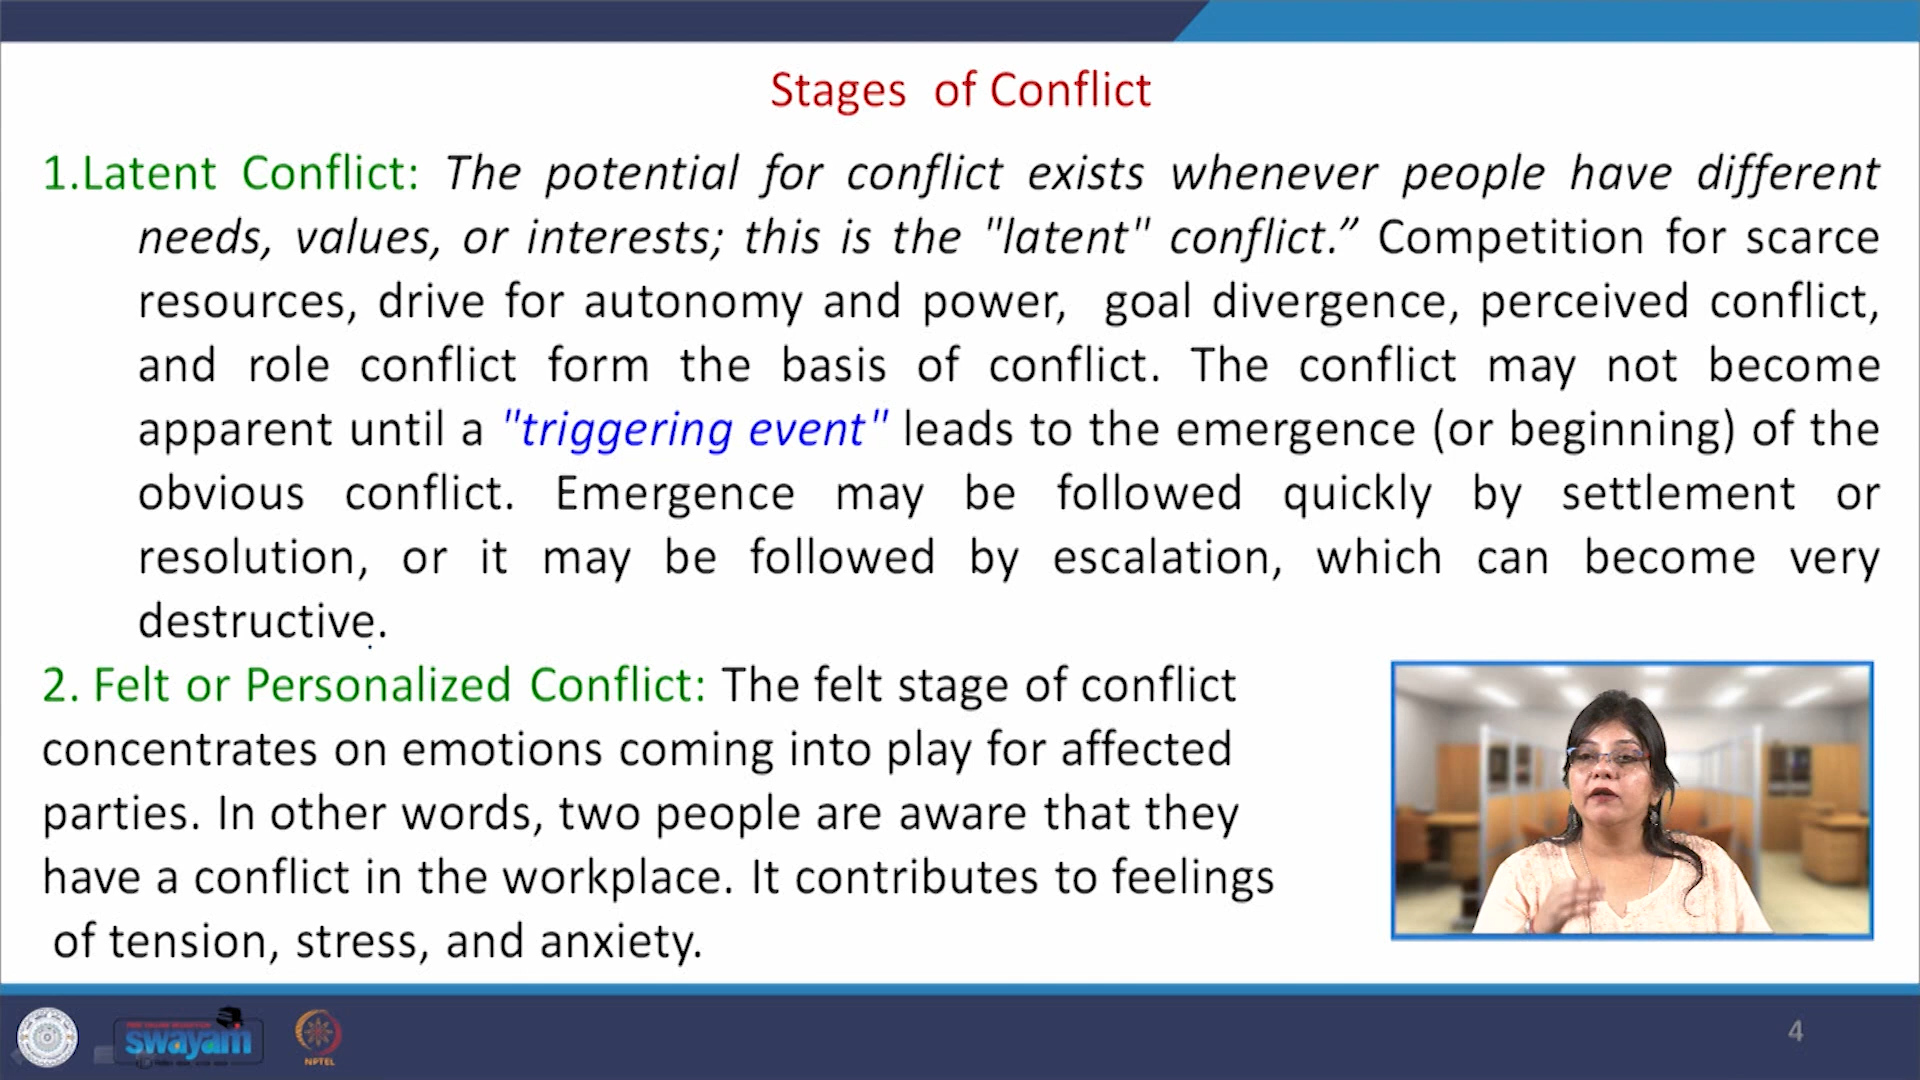 Stages of Conflict
1.Latent Conflict: The potential for conflict exists whenever people have different
needs, values, or interests; this is the "latent" conflict.” Competition for scarce
resources, drive for autonomy and power, goal divergence, perceived conflict,
and role conflict form the basis of conflict. The conflict may not become
apparent until a "triggering event" leads to the emergence (or beginning) of the
obvious conflict. Emergence may be followed quickly by settlement or
resolution, or it may be followed by escalation, which can become very
destructive.
2. Felt or Personalized Conflict: The felt stage of conflict
concentrates on emotions coming into play for affected
parties. In other words, two people are aware that they
have a conflict in the workplace. It contributes to feelings
of tension, stress, and anxiety.
swayam
NPTEL
4